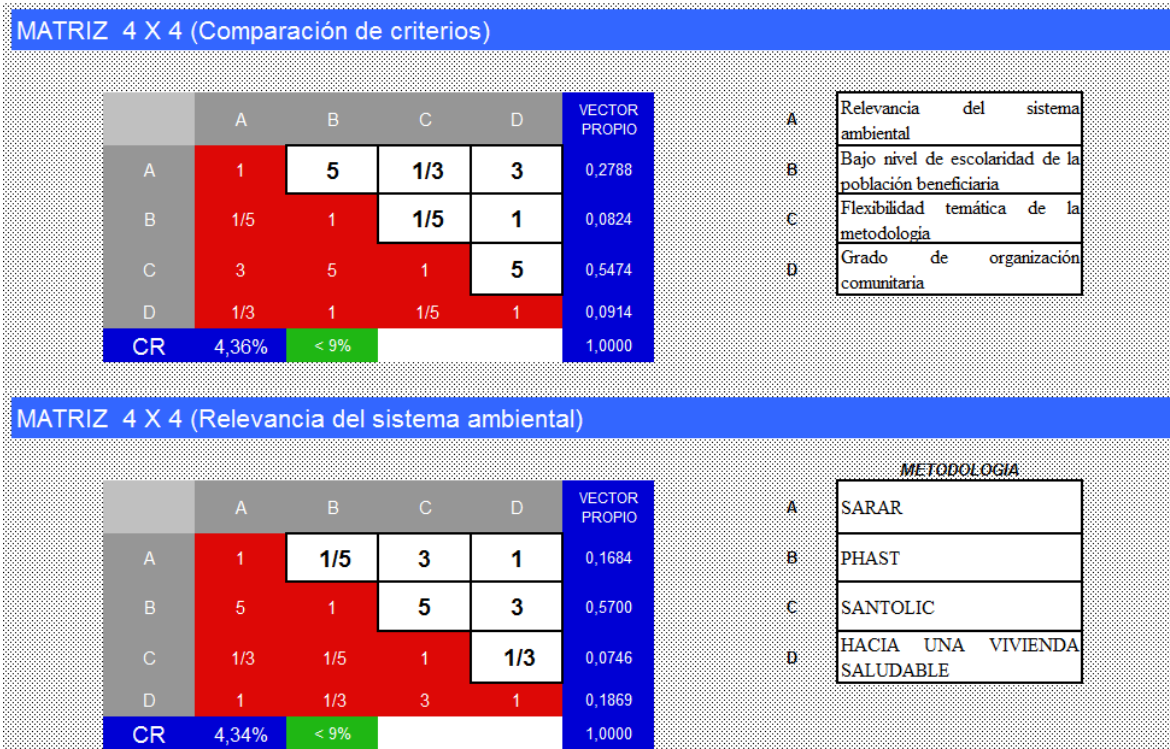 MATRIZ 4 X 4 (Comparación de criterios)
A B C D VECTOR PROPIO
A 1 5 1/3 3 0,2788
B 1/5 1 1/5 1 0,0824
C 3 5 1 5 0,5474
D 1/3 1 1/5 1 0,0914
CR 4,36% < 9% 1,0000
A Relevancia del sistema
ambiental
B Bajo nivel de escolaridad de la
población beneficiaria
C Flexibilidad temática de la
metodologia
D Grado de organización
comunitaria
MATRIZ 4 X 4 (Relevancia del sistema ambiental)
A B C D VECTOR PROPIO
A 1 1/5 3 1 0,1684
B 5 1 5 3 0,5700
C 1/3 1/5 1 1/3 0,0746
D 1 1/3 3 1 0,1869
CR 4,34% < 9% 1,0000
METODOLOGIA
A SARAR
B PHAST
C SANTOLIC
D HACIA UNA VIVIENDA
SALUDABLE